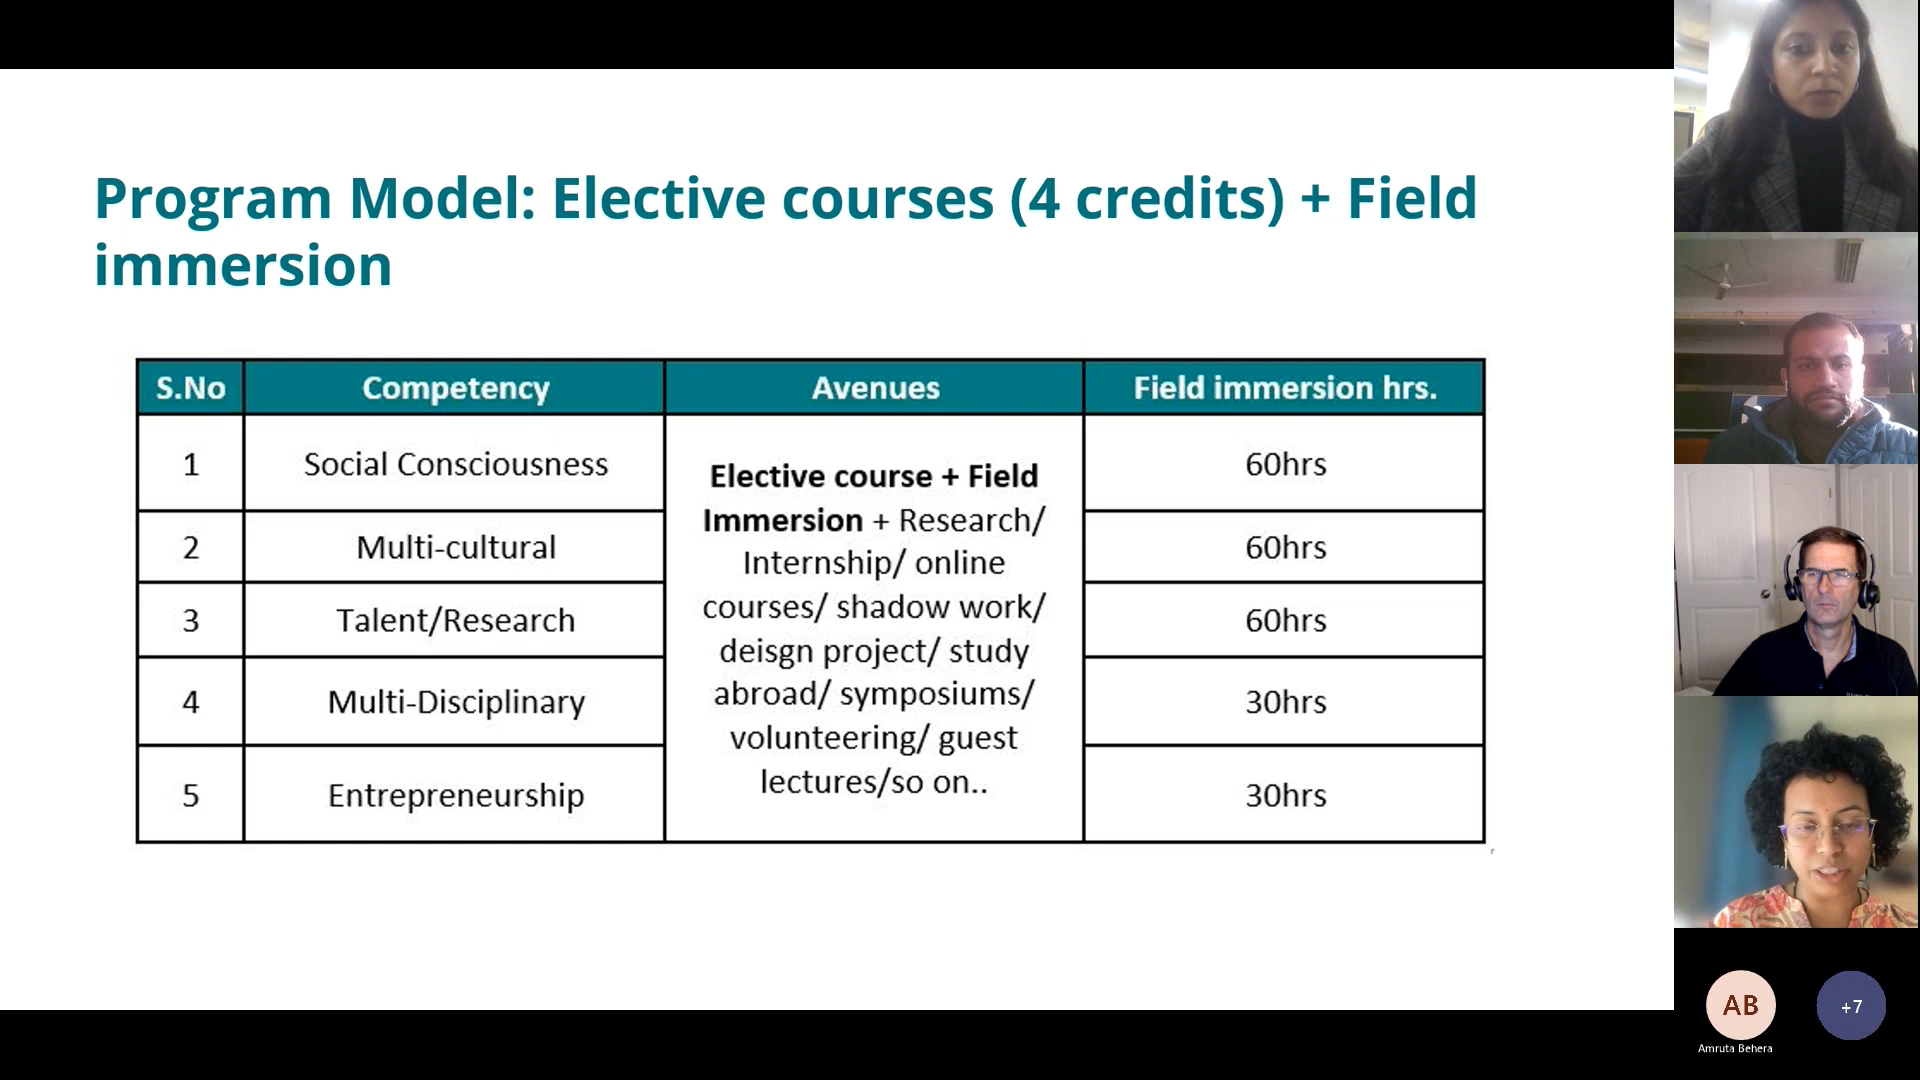 Program Model: Elective courses (4 credits) + Field
immersion
S.No Competency Avenues Field immersion hrs.
1 Social Consciousness 60hrs
2 Multi-cultural 60hrs
3 Talent/Research 60hrs
4 Multi-Disciplinary 30hrs
5 Entrepreneurship 30hrs
Elective course + Field
Immersion + Research/
Internship/ online
courses/ shadow work/
deisgn project/ study
abroad/ symposiums/
volunteering/ guest
lectures/so on..
AB
+7
Amruta Behera